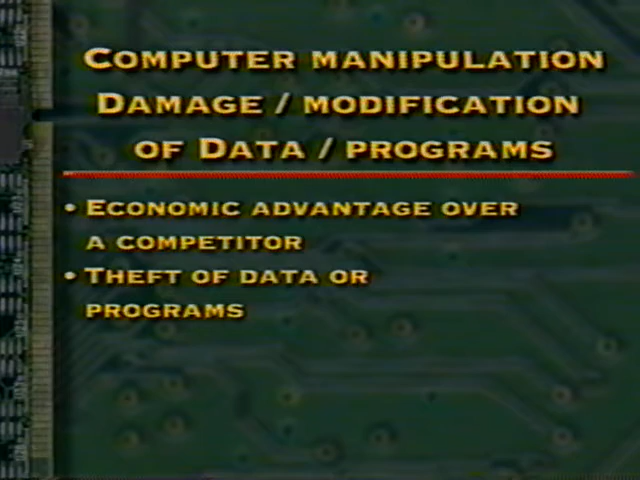 COMPUTER MANIPULATION
DAMAGE / MODIFICATION
OF DATA / PROGRAMS
• ECONOMIC ADVANTAGE OVER
A COMPETITOR
• THEFT OF DATA OR
PROGRAMS